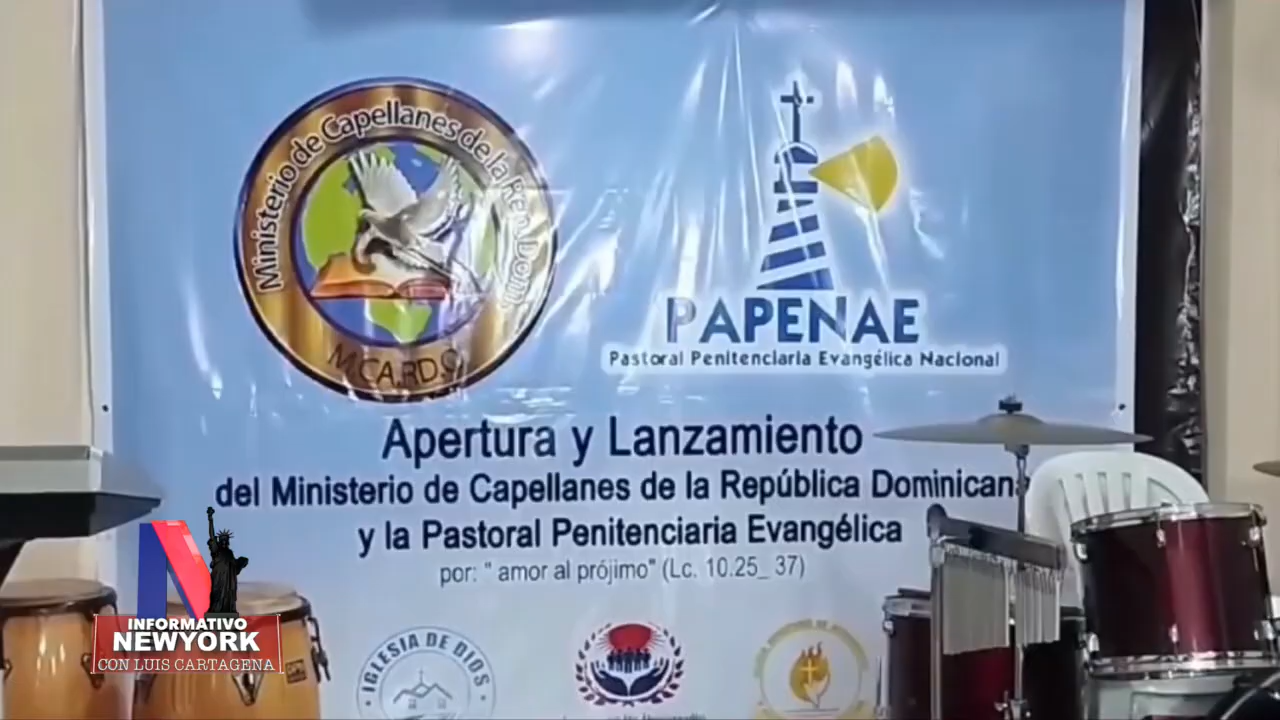 Ministerio de Capellanes de la Rep. Dom.
M.CA.RD.O
PAPENAE
Pastoral Penitenciaria Evangélica Nacional
Apertura y Lanzamiento
del Ministerio de Capellanes de la República Dominicana
y la Pastoral Penitenciaria Evangélica
por: " amor al prójimo" (Lc. 10.25_ 37)
IGLESIA DE DIOS
N
INFORMATIVO
NEWYORK
CON LUIS CARTAGENA